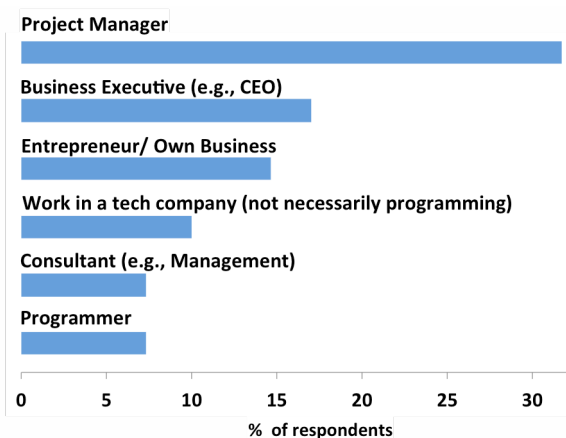 Project Manager
Business Executive (e.g., CEO)
Entrepreneur/ Own Business
Work in a tech company (not necessarily programming)
Consultant (e.g., Management)
Programmer
0 5 10 15 20 25 30
% of respondents